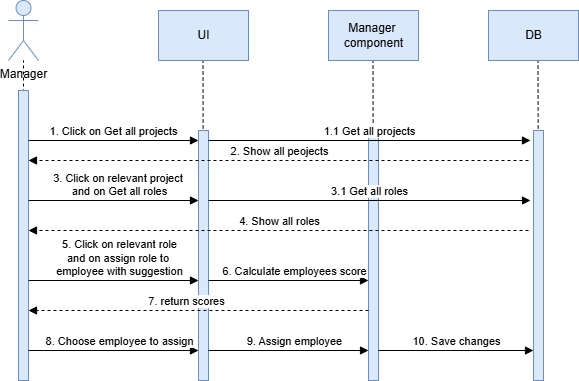 Manager
UI
Manager
component
DB
1. Click on Get all projects
1.1 Get all projects
2. Show all peojects
3. Click on relevant project
and on Get all roles
3.1 Get all roles
4. Show all roles
5. Click on relevant role
and on assign role to
employee with suggestion
6. Calculate employees score
7. return scores
8. Choose employee to assign
9. Assign employee
10. Save changes